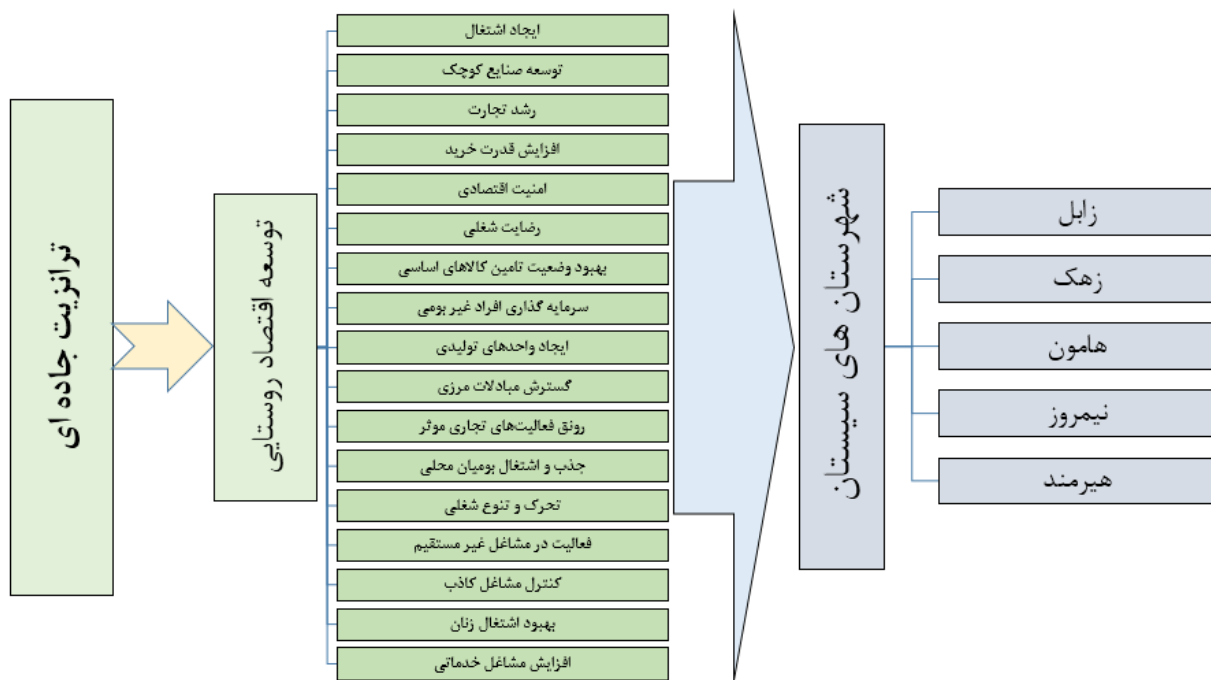 ترانزیت جاده ای
توسعه اقتصاد روستایی
ایجاد اشتغال
توسعه صنایع کوچک
رشد تجارت
افزایش قدرت خرید
امنیت اقتصادی
رضایت شغلی
بهبود وضعیت تامین کالاهای اساسی
سرمایه گذاری افراد غیر بومی
ایجاد واحدهای تولیدی
گسترش مبادلات مرزی
رونق فعالیت‌های تجاری موثر
جذب و اشتغال بومیان محلی
تحرک و تنوع شغلی
فعالیت در مشاغل غیر مستقیم
کنترل مشاغل کاذب
بهبود اشتغال زنان
افزایش مشاغل خدماتی
شهرستان های سیستان
زابل
زهک
هامون
نیمروز
هیرمند